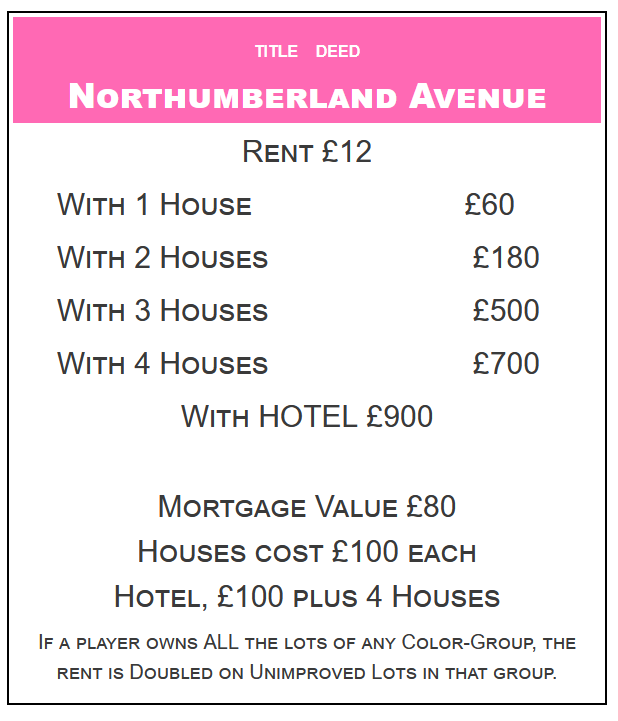 TITLE DEED
Northumberland Avenue
Rent £12
With 1 House £60
With 2 Houses £180
With 3 Houses £500
With 4 Houses £700
With HOTEL £900
Mortgage Value £80
Houses cost £100 each
Hotel, £100 plus 4 Houses
If a player owns ALL the lots of any Color-Group, the
rent is Doubled on Unimproved Lots in that group.